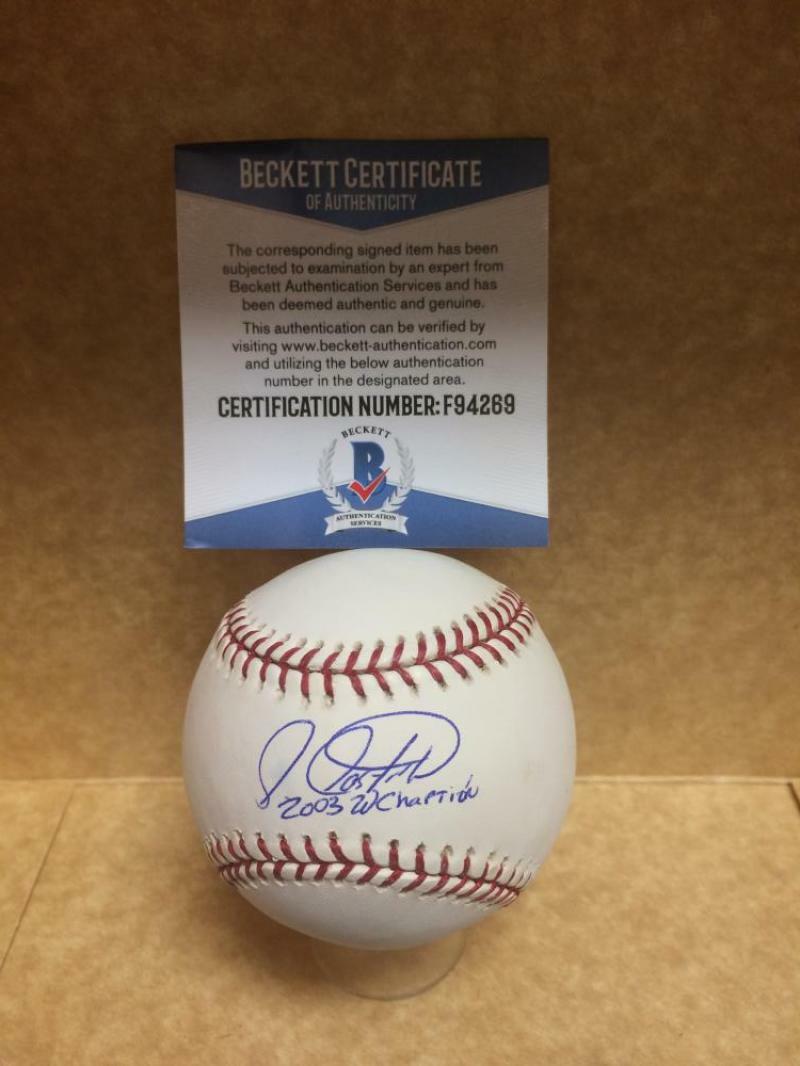 BECKETT CERTIFICATE
OF AUTHENTICITY
The corresponding signed item has been
subjected to examination by an expert from
Beckett Authentication Services and has
been deemed authentic and genuine.
This authentication can be verified by
visiting www.beckett-authentication.com
and utilizing the below authentication
number in the designated area.
CERTIFICATION NUMBER: F94269
BECKETT
B
AUTHENTICATION
SERVICES
2003 W Chaptión